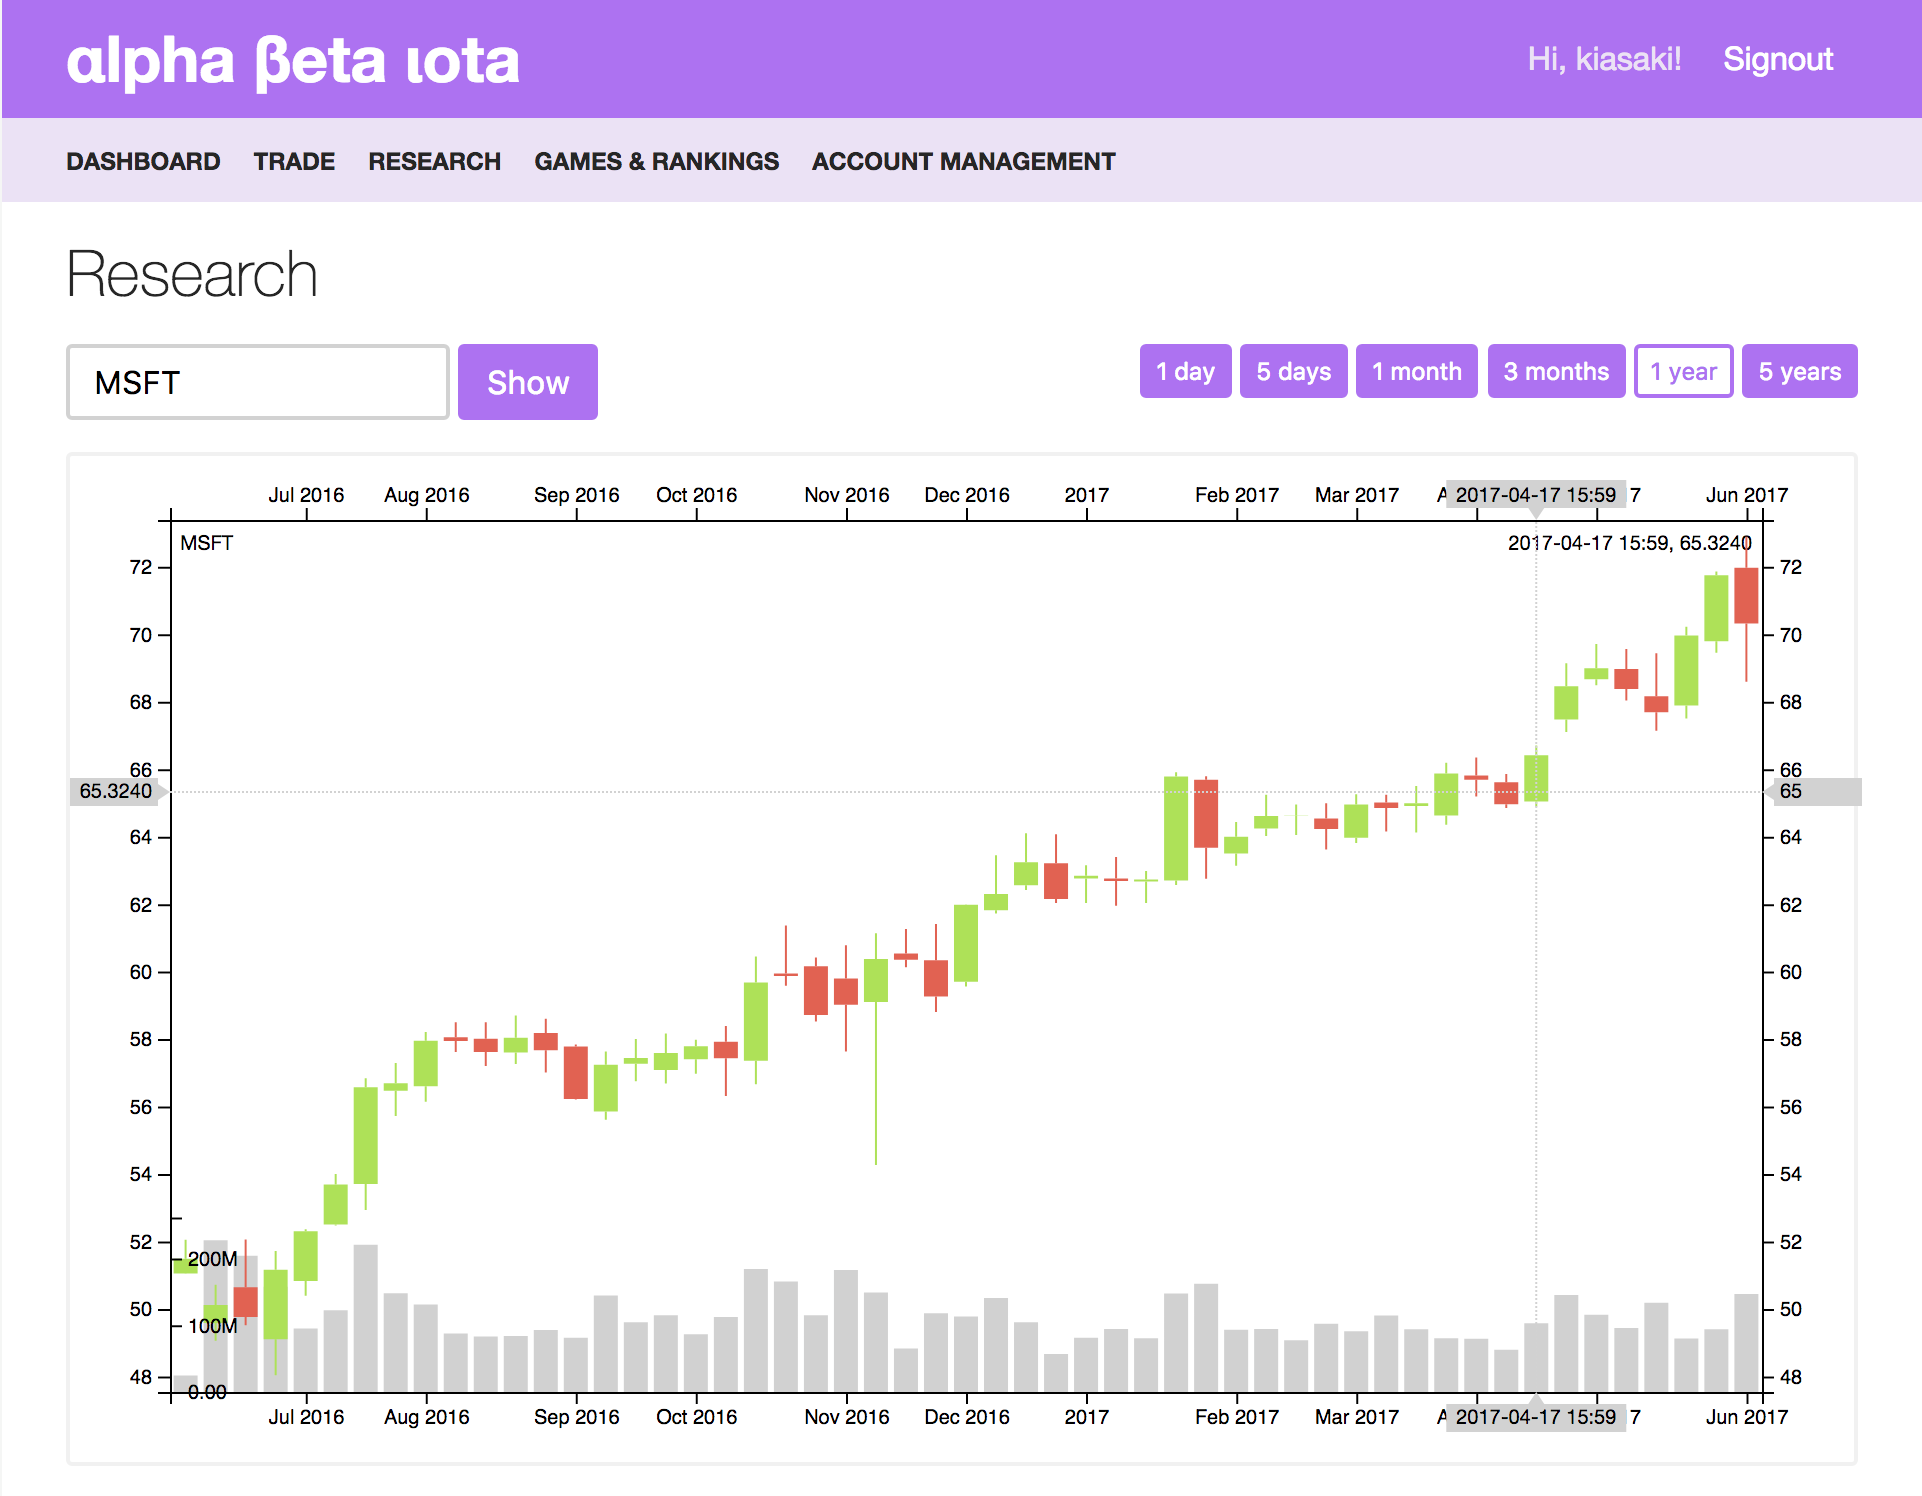 αlpha βeta ιota
Hi, kiasaki! Signout
DASHBOARD TRADE RESEARCH GAMES & RANKINGS ACCOUNT MANAGEMENT
Research
MSFT Show 1 day 5 days 1 month 3 months 1 year 5 years
Jul 2016 Aug 2016 Sep 2016 Oct 2016 Nov 2016 Dec 2016 2017 Feb 2017 Mar 2017 A 2017-04-17 15:59 7 Jun 2017
MSFT 2017-04-17 15:59, 65.3240
72 72
70 70
68 68
66 66
65.3240 65
64 64
62 62
60 60
58 58
56 56
54 54
52 52
200M
50 50
100M
48 48
0.00
Jul 2016 Aug 2016 Sep 2016 Oct 2016 Nov 2016 Dec 2016 2017 Feb 2017 Mar 2017 A 2017-04-17 15:59 7 Jun 2017